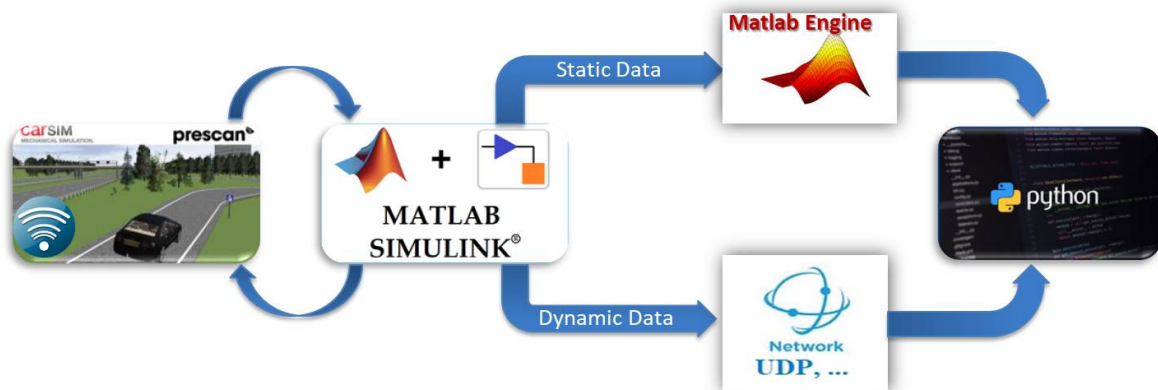 CarSIM
MECHANICAL SIMULATION
prescan
+
MATLAB
SIMULINK®
Static Data
Dynamic Data
Matlab Engine
Network
UDP, ...
python